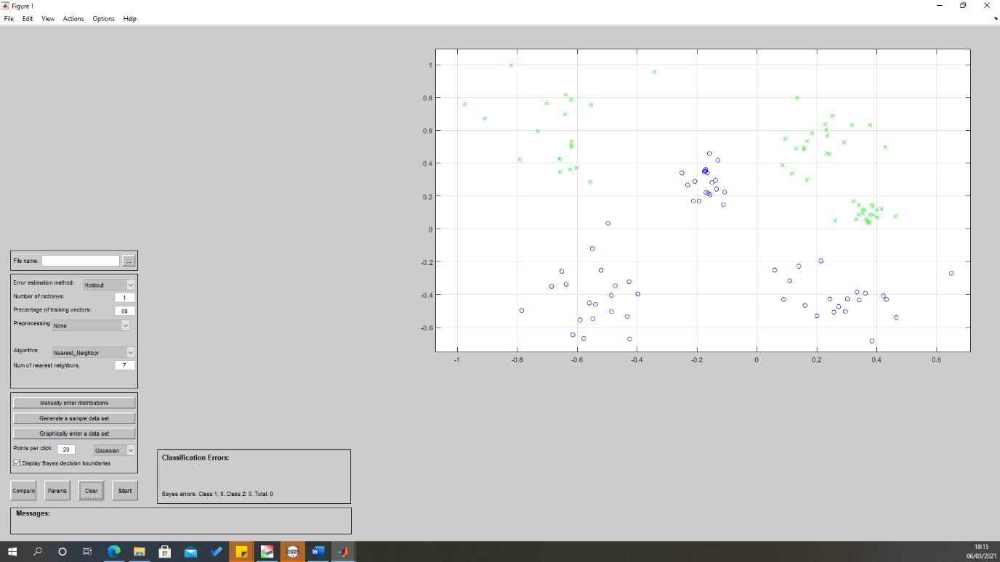 Figure 1
File Edit View Actions Options Help
1
0.8
0.6
0.4
0.2
0
-0.2
-0.4
-0.6
-1 -0.8 -0.6 -0.4 -0.2 0 0.2 0.4 0.6
File name: ...
Error estimation method: Holdout
Number of redraws: 1
Precentage of training vectors: 80
Preprocessing: None
Algorithm: Nearest_Neighbor
Num of nearest neighbors: 7
Manually enter distributions
Generate a sample data set
Graphically enter a data set
Points per click: 20 Gaussian
Display Bayes decision boundaries
Compare Params Clear Start
Classification Errors:
Bayes errors: Class 1: 0. Class 2: 0. Total: 0
Messages:
18:15
06/03/2021